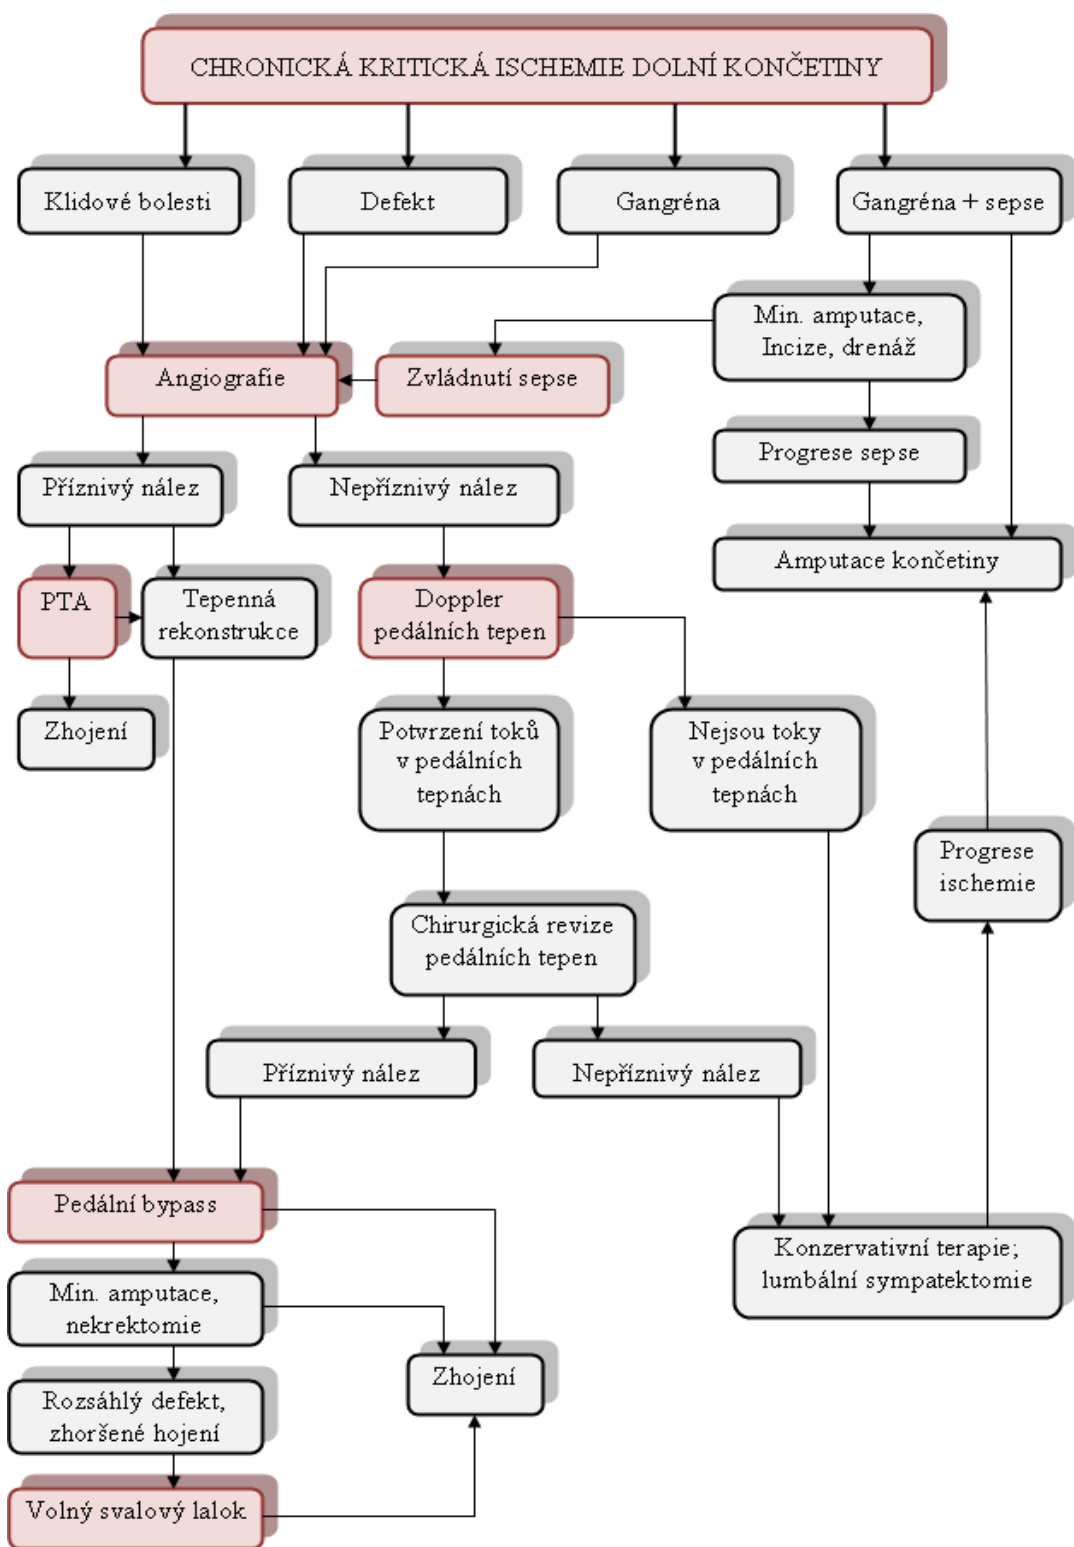 CHRONICKÁ KRITICKÁ ISCHEMIE DOLNÍ KONČETINY
Klidové bolesti
Defekt
Gangréna
Gangréna + sepse
Min. amputace,
Incize, drenáž
Angiografie
Zvládnutí sepse
Progrese sepse
Příznivý nález
Nepříznivý nález
Amputace končetiny
PTA
Tepenná
rekonstrukce
Doppler
pedálních tepen
Zhojení
Potvrzení toků
v pedálních
tepnách
Nejsou toky
v pedálních
tepnách
Progrese
ischemie
Chirurgická revize
pedálních tepen
Příznivý nález
Nepříznivý nález
Pedální bypass
Konzervativní terapie;
lumbální sympatektomie
Min. amputace,
nekrektomie
Zhojení
Rozsáhlý defekt,
zhoršené hojení
Volný svalový lalok